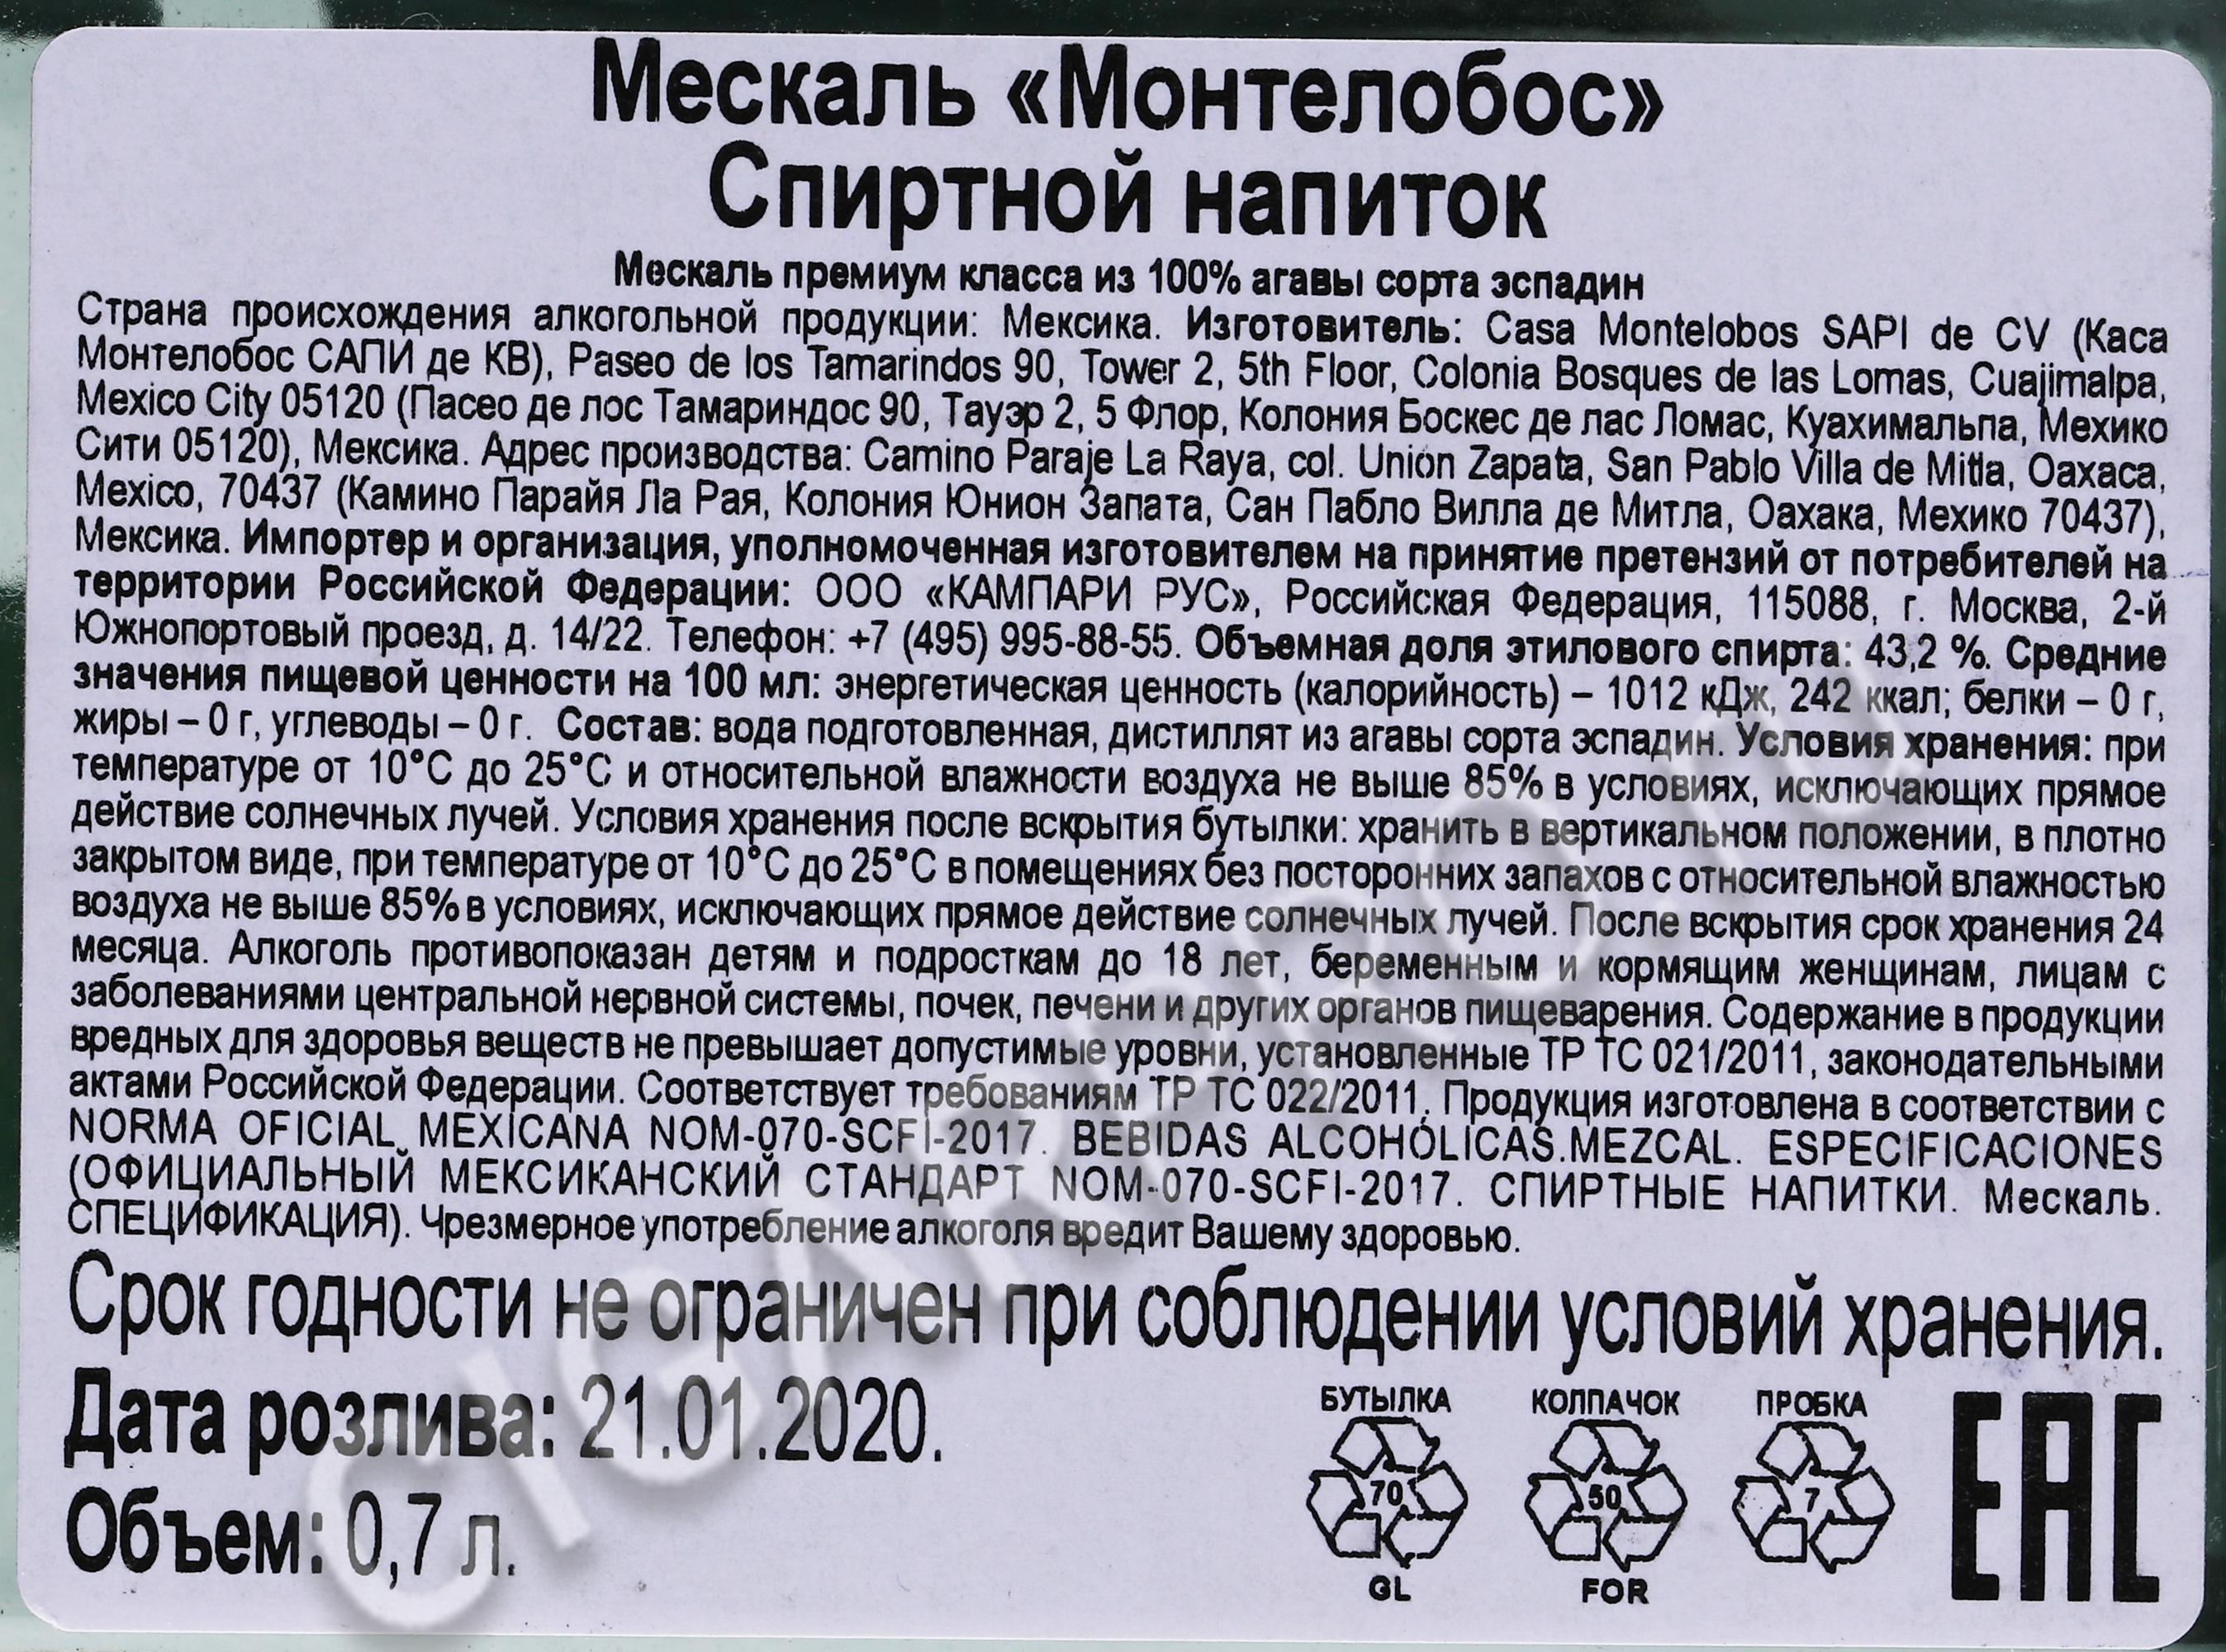 Мескаль «Монтелобос»
Спиртной напиток
Мескаль премиум класса из 100% агавы сорта эспадин
Страна происхождения алкогольной продукции: Мексика. Изготовитель: Casa Montelobos SAPI de CV (Каса
Монтелобос САПИ де КВ), Paseo de los Tamarindos 90, Tower 2, 5th Floor, Colonia Bosques de las Lomas, Cuajimalpa,
Mexico City 05120 (Пасео де лос Тамариндос 90, Тауэр 2, 5 Флор, Колония Боскес де лас Ломас, Куахимальпа, Мехико
Сити 05120), Мексика. Адрес производства: Camino Paraje La Raya, col. Unión Zapata, San Pablo Villa de Mitla, Oaxaca,
Mexico, 70437 (Камино Парайя Ла Рая, Колония Юнион Запата, Сан Пабло Вилла де Митла, Оахака, Мехико 70437),
Мексика. Импортер и организация, уполномоченная изготовителем на принятие претензий от потребителей на
территории Российской Федерации: ООО «КАМПАРИ РУС», Российская Федерация, 115088, г. Москва, 2-й
Южнопортовый проезд, д. 14/22. Телефон: +7 (495) 995-88-55. Объемная доля этилового спирта: 43,2 %. Средние
значения пищевой ценности на 100 мл: энергетическая ценность (калорийность) – 1012 кДж, 242 ккал; белки – 0 г,
жиры – 0 г, углеводы – 0 г. Состав: вода подготовленная, дистиллят из агавы сорта эспадин. Условия хранения: при
температуре от 10°С до 25°С и относительной влажности воздуха не выше 85% в условиях, исключающих прямое
действие солнечных лучей. Условия хранения после вскрытия бутылки: хранить в вертикальном положении, в плотно
закрытом виде, при температуре от 10°С до 25°С в помещениях без посторонних запахов с относительной влажностью
воздуха не выше 85% в условиях, исключающих прямое действие солнечных лучей. После вскрытия срок хранения 24
месяца. Алкоголь противопоказан детям и подросткам до 18 лет, беременным и кормящим женщинам, лицам с
заболеваниями центральной нервной системы, почек, печени и других органов пищеварения. Содержание в продукции
вредных для здоровья веществ не превышает допустимые уровни, установленные ТР ТС 021/2011, законодательными
актами Российской Федерации. Соответствует требованиям ТР ТС 022/2011. Продукция изготовлена в соответствии с
NORMA OFICIAL MEXICANA NOM-070-SCFI-2017. BEBIDAS ALCOHÓLICAS.MEZCAL. ESPECIFICACIONES
(ОФИЦИАЛЬНЫЙ МЕКСИКАНСКИЙ СТАНДАРТ NOM-070-SCFI-2017. СПИРТНЫЕ НАПИТКИ. Мескаль.
СПЕЦИФИКАЦИЯ). Чрезмерное употребление алкоголя вредит Вашему здоровью.
Срок годности не ограничен при соблюдении условий хранения.
Дата розлива: 21.01.2020.
Объем: 0,7 л.
БУТЫЛКА КОЛПАЧОК ПРОБКА
70 50 7
GL FOR
EAC
CIGARPRO.RU